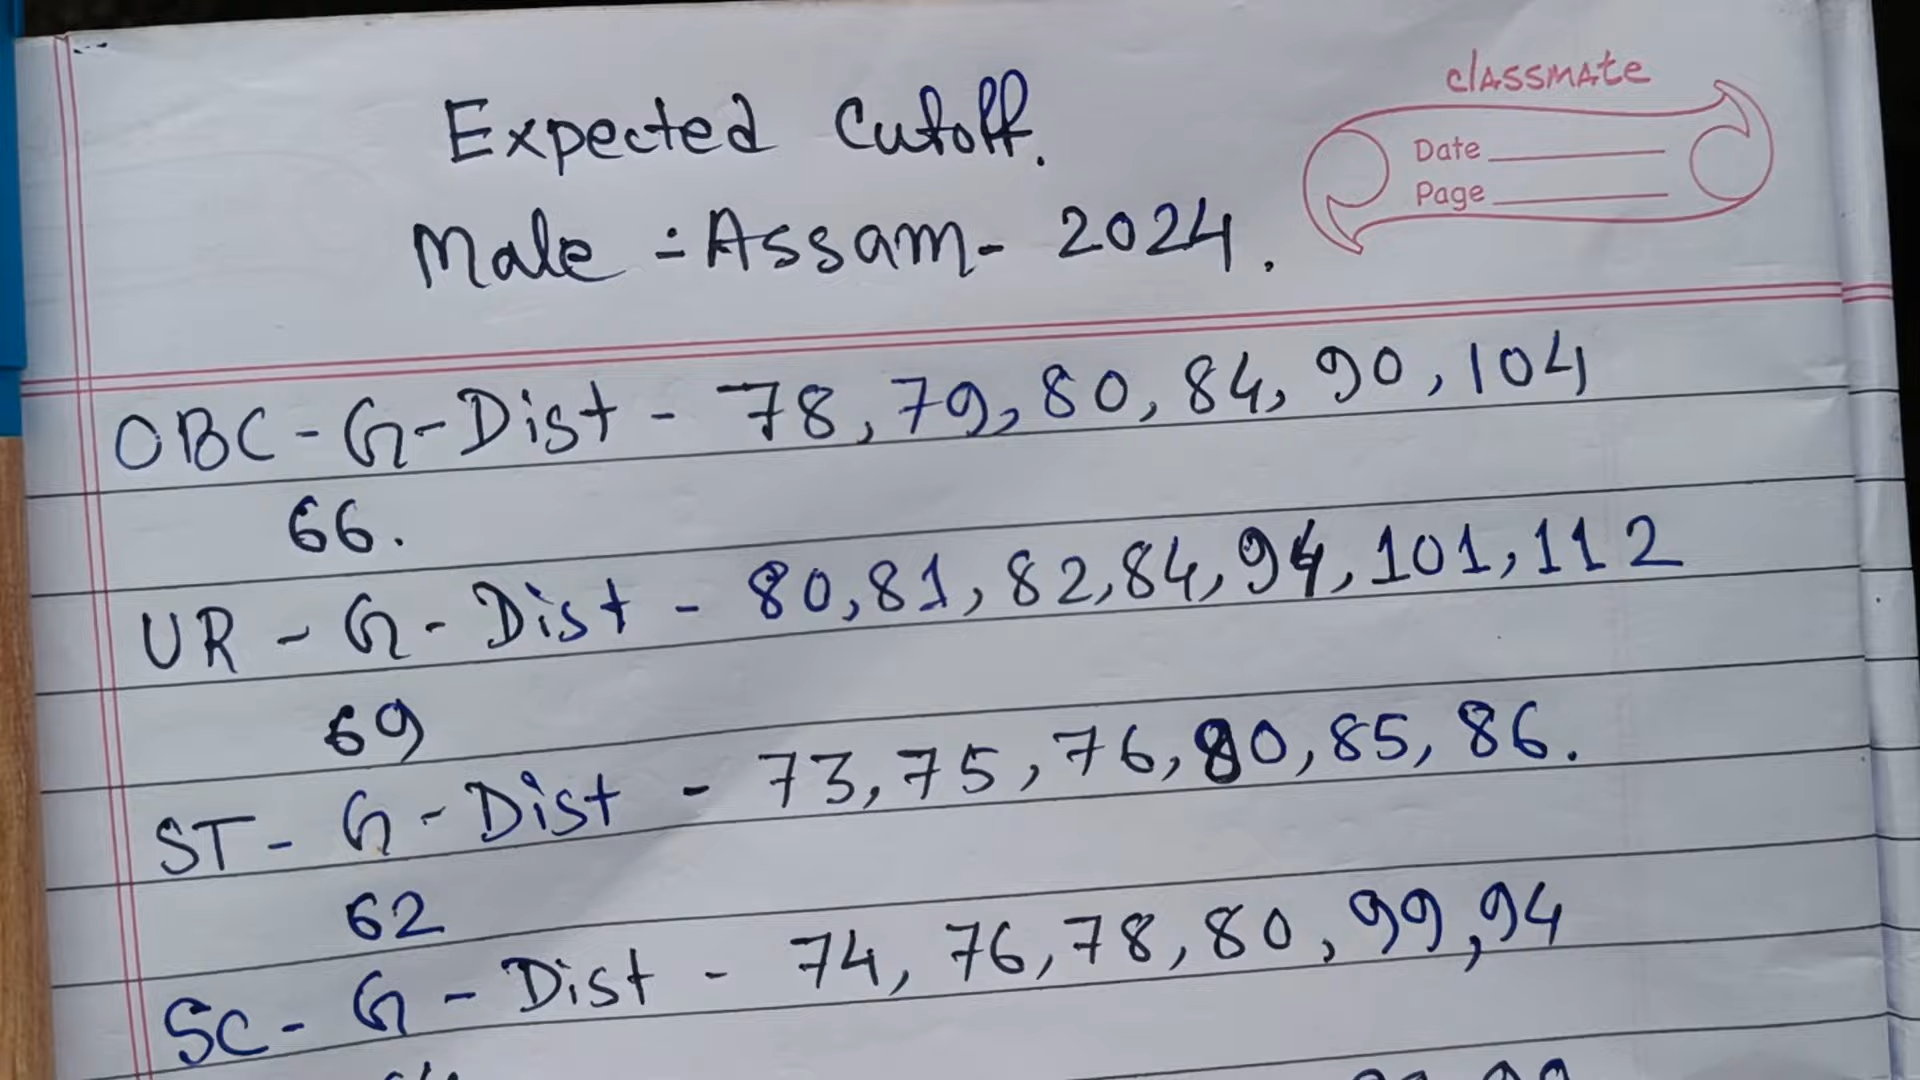 classmate
Date
Page
Expected Cutoff.
Male :- Assam - 2024.
OBC - G - Dist - 78, 79, 80, 84, 90, 104
66.
UR - G - Dist - 80, 81, 82, 84, 94, 101, 112
69
ST - G - Dist - 73, 75, 76, 80, 85, 86.
62
SC - G - Dist - 74, 76, 78, 80, 99, 94